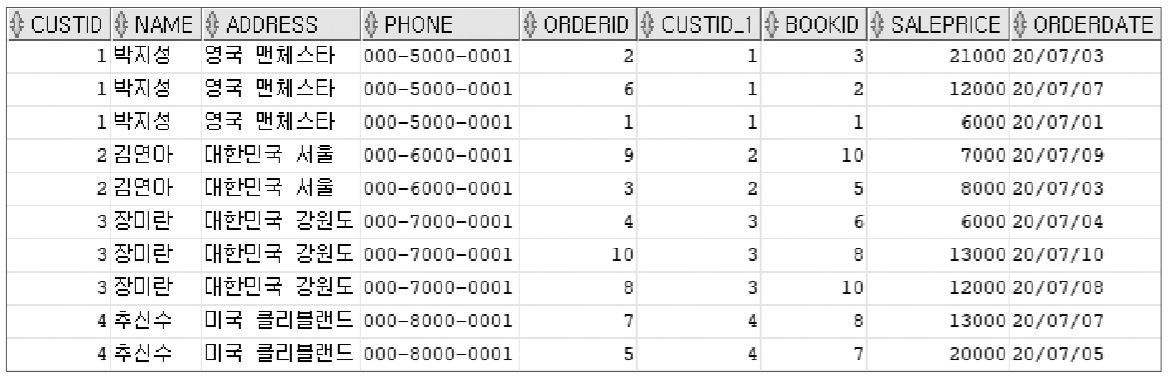 CUSTID NAME ADDRESS PHONE ORDERID CUSTID_1 BOOKID SALEPRICE ORDERDATE
1 박지성 영국 맨체스타 000-5000-0001 2 1 3 21000 20/07/03
1 박지성 영국 맨체스타 000-5000-0001 6 1 2 12000 20/07/07
1 박지성 영국 맨체스타 000-5000-0001 1 1 1 6000 20/07/01
2 김연아 대한민국 서울 000-6000-0001 9 2 10 7000 20/07/09
2 김연아 대한민국 서울 000-6000-0001 3 2 5 8000 20/07/03
3 장미란 대한민국 강원도 000-7000-0001 4 3 6 6000 20/07/04
3 장미란 대한민국 강원도 000-7000-0001 10 3 8 13000 20/07/10
3 장미란 대한민국 강원도 000-7000-0001 8 3 10 12000 20/07/08
4 추신수 미국 클리블랜드 000-8000-0001 7 4 8 13000 20/07/07
4 추신수 미국 클리블랜드 000-8000-0001 5 4 7 20000 20/07/05